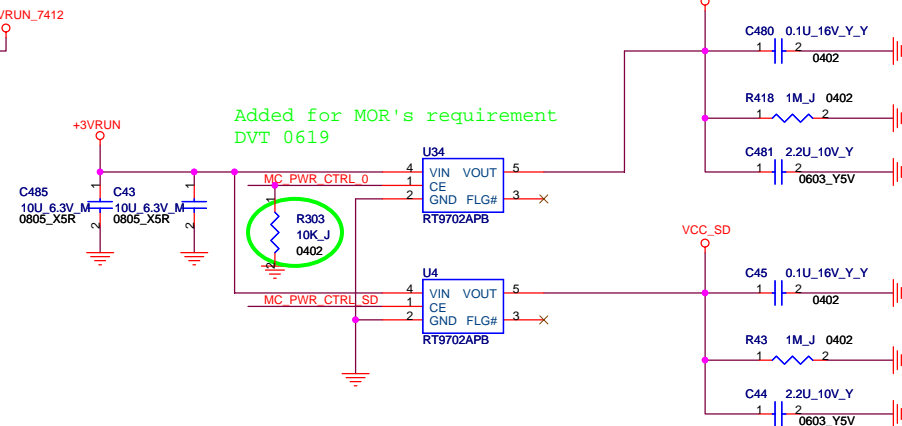 VRUN_7412
C480 0.1U_16V_Y_Y
1 2
0402
R418 1M_J 0402
1 2
C481 2.2U_10V_Y
1 2
0603_Y5V
Added for MOR's requirement
DVT 0619
+3VRUN
C485
10U_6.3V_M
0805_X5R
1
2
C43
10U_6.3V_M
0805_X5R
1
2
MC_PWR_CTRL_0
1
R303
10K_J
0402
2
U34
4 VIN VOUT 5
1 CE
2 GND FLG# 3
RT9702APB
MC_PWR_CTRL_SD
U4
4 VIN VOUT 5
1 CE
2 GND FLG# 3
RT9702APB
VCC_SD
C45 0.1U_16V_Y_Y
1 2
0402
R43 1M_J 0402
1 2
C44 2.2U_10V_Y
1 2
0603_Y5V